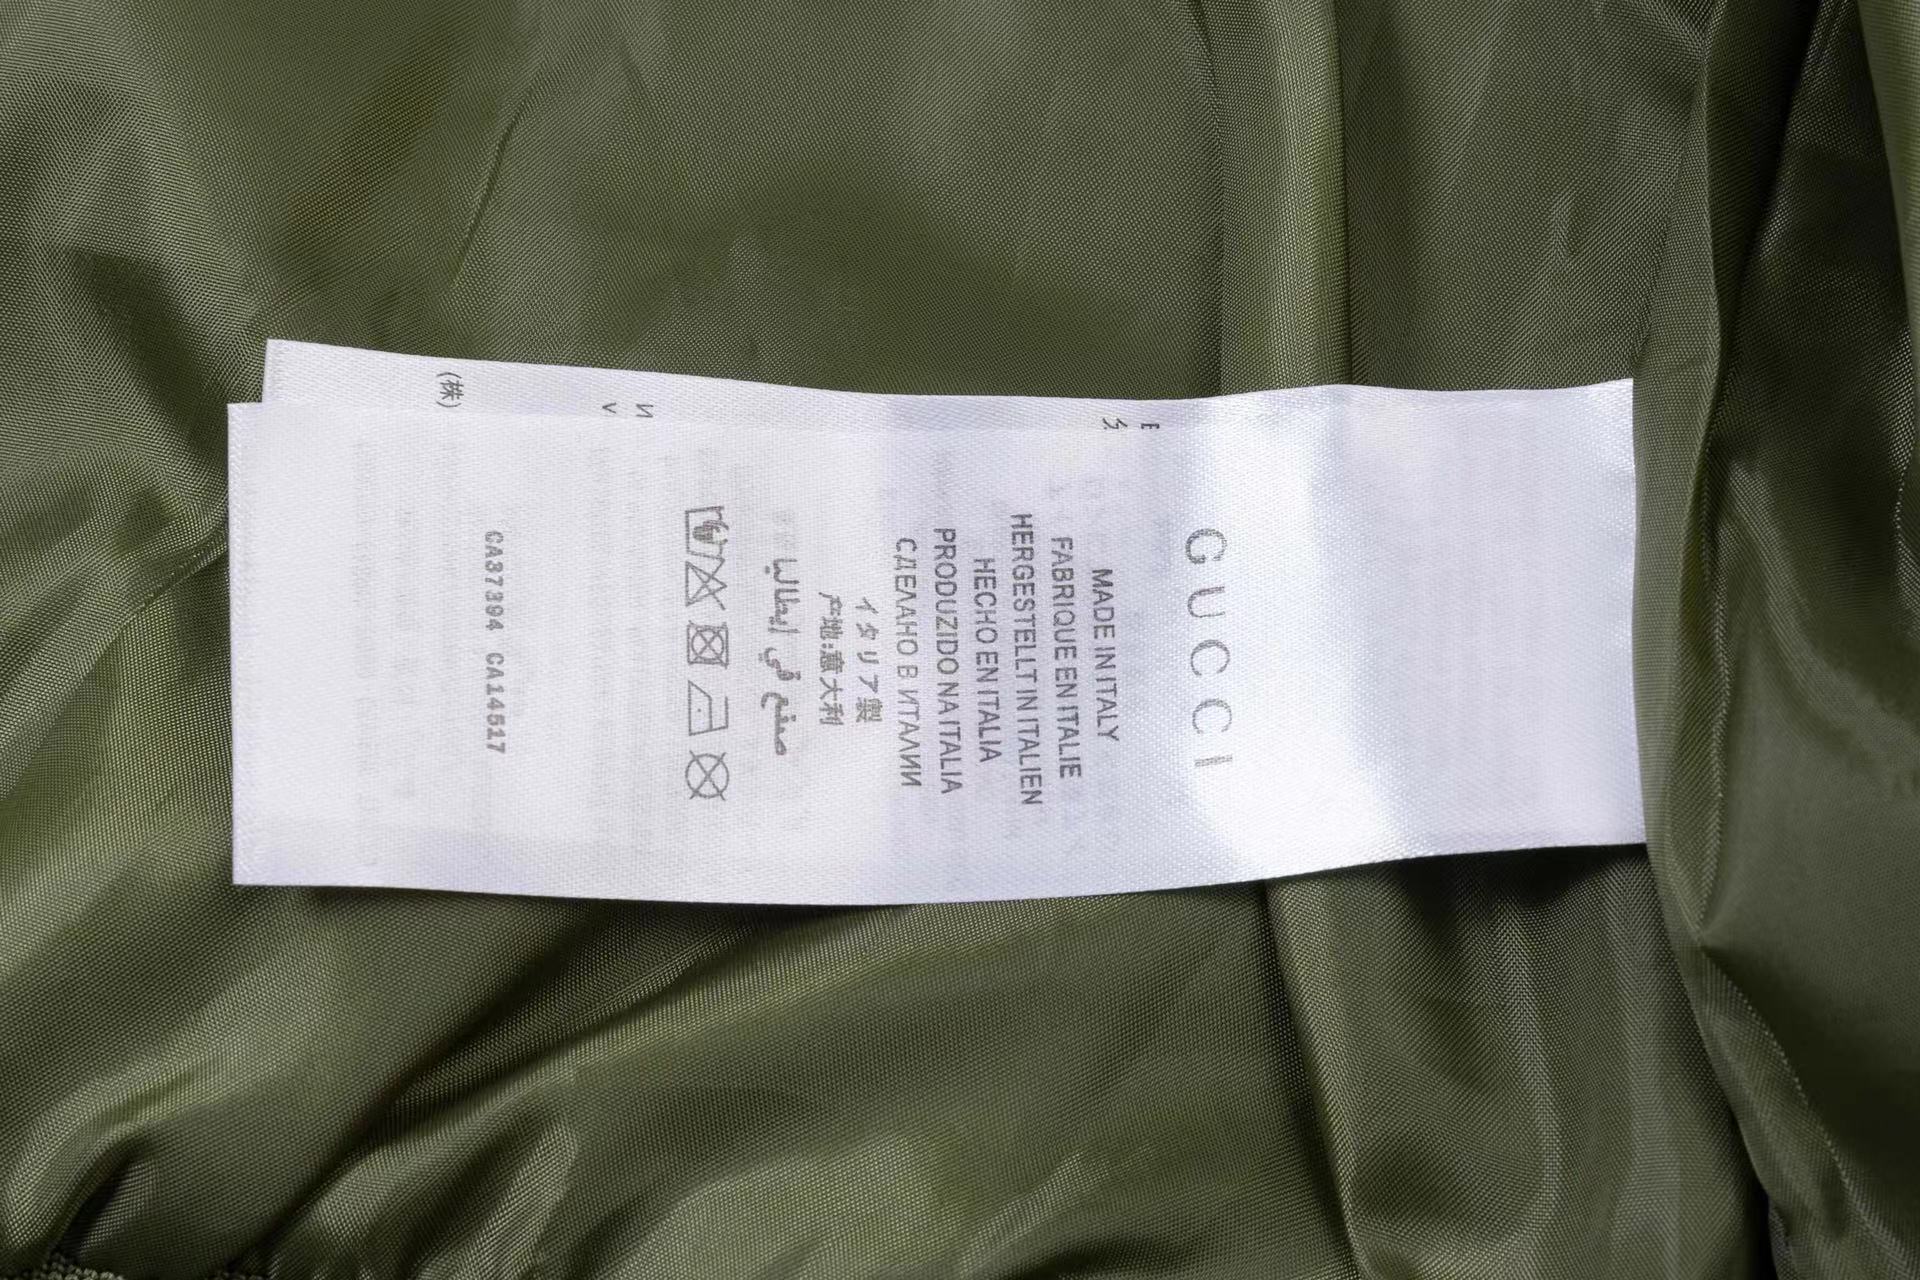 GUCCI
MADE IN ITALY
FABRIQUE EN ITALIE
HERGESTELLT IN ITALIEN
HECHO EN ITALIA
PRODUZIDO NA ITALIA
СДЕЛАНО В ИТАЛИИ
イタリア製
产地:意大利
صنع في إيطاليا
CA37394 CA14517
E
И
V
(株)